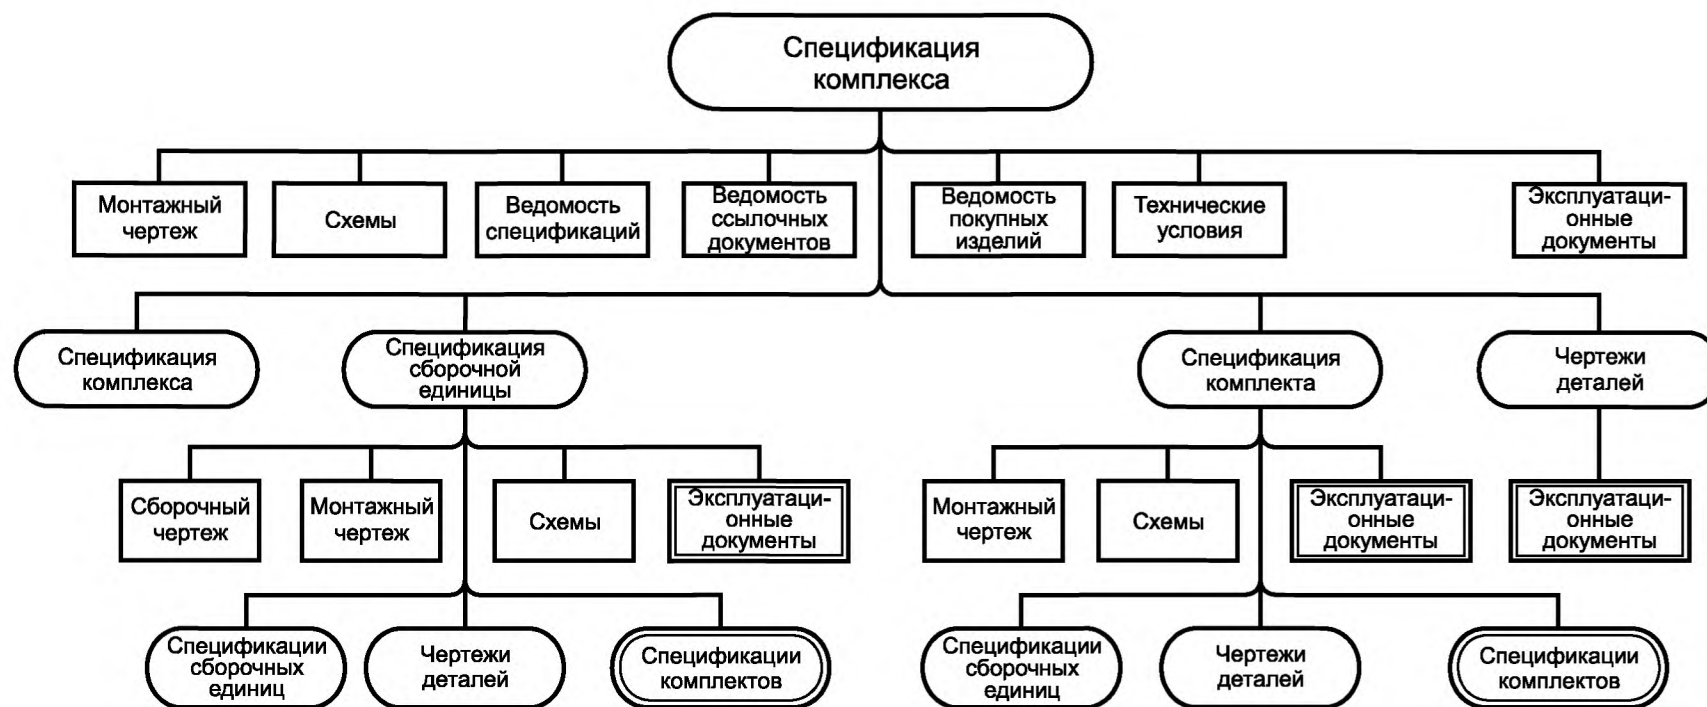 Спецификация
комплекса
Монтажный
чертеж
Схемы
Ведомость
спецификаций
Ведомость
ссылочных
документов
Ведомость
покупных
изделий
Технические
условия
Эксплуатаци-
онные
документы
Спецификация
комплекса
Спецификация
сборочной
единицы
Спецификация
комплекта
Чертежи
деталей
Сборочный
чертеж
Монтажный
чертеж
Схемы
Эксплуатаци-
онные
документы
Монтажный
чертеж
Схемы
Эксплуатаци-
онные
документы
Эксплуатаци-
онные
документы
Спецификации
сборочных
единиц
Чертежи
деталей
Спецификации
комплектов
Спецификации
сборочных
единиц
Чертежи
деталей
Спецификации
комплектов